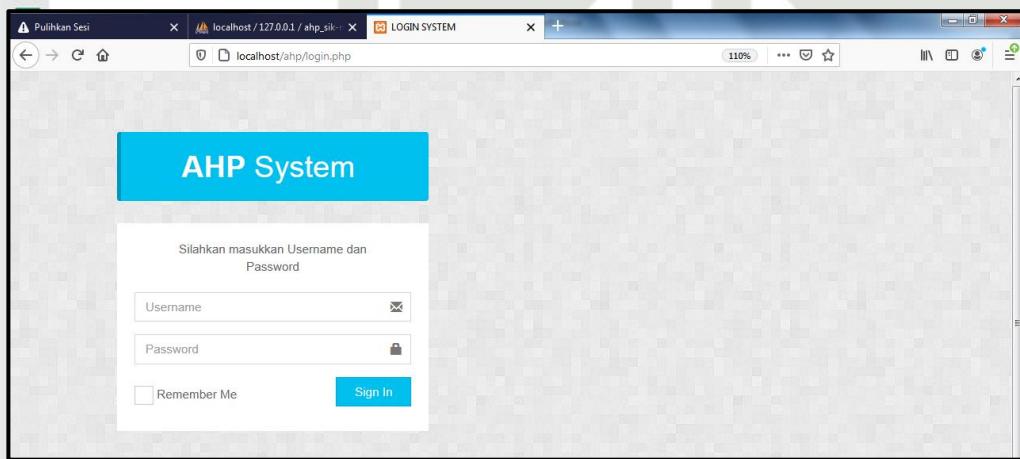 Pulihkan Sesi
localhost / 127.0.0.1 / ahp_sik-
LOGIN SYSTEM
localhost/ahp/login.php
110%
AHP System
Silahkan masukkan Username dan
Password
Username
Password
Remember Me
Sign In